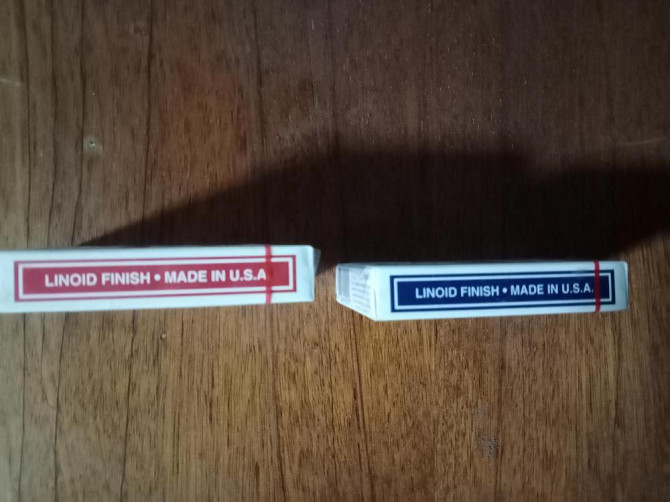 LINOID FINISH • MADE IN U.S.A
LINOID FINISH • MADE IN U.S.A.